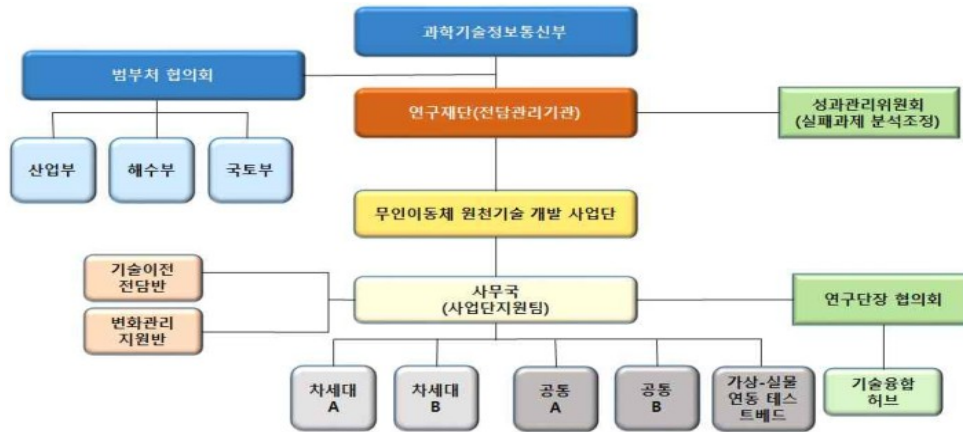 과학기술정보통신부
범부처 협의회
연구재단(전담관리기관)
성과관리위원회
(실패과제 분석조정)
산업부
해수부
국토부
무인이동체 원천기술 개발 사업단
기술이전
전담반
사무국
(사업단지원팀)
연구단장 협의회
변화관리
지원반
차세대
A
차세대
B
공통
A
공통
B
가상-실물
연동 테스
트베드
기술융합
허브